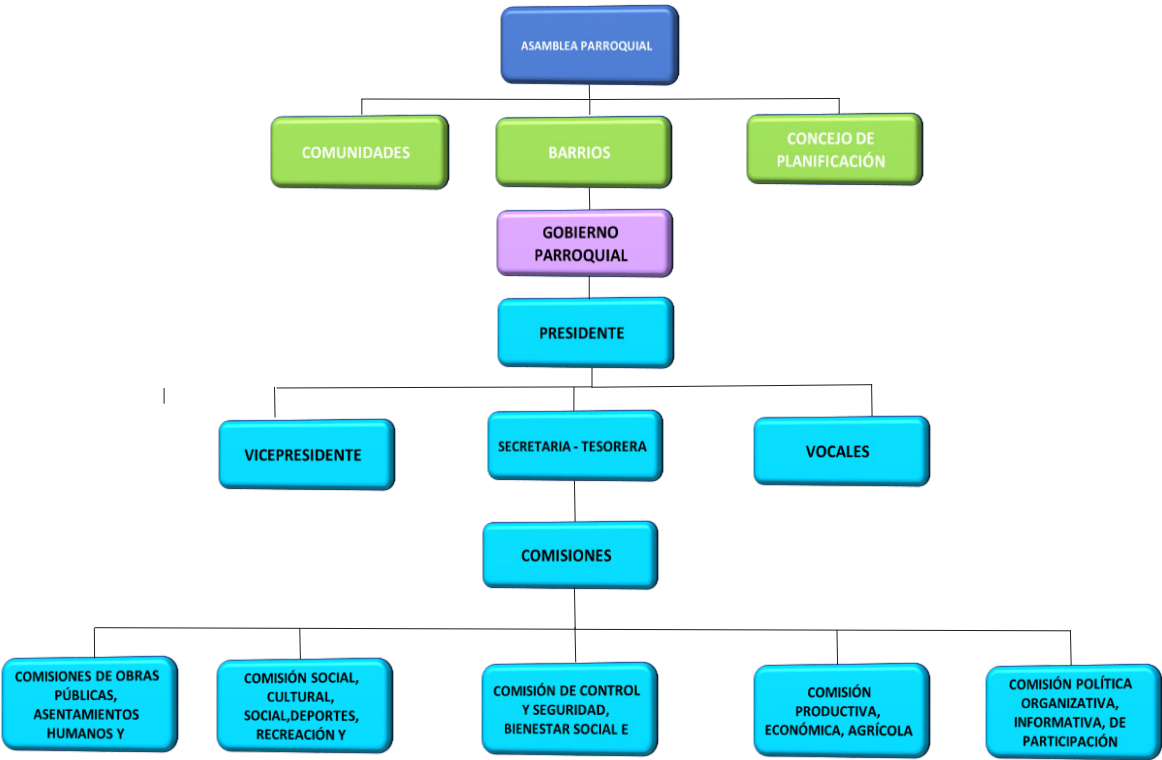 ASAMBLEA PARROQUIAL
COMUNIDADES
BARRIOS
CONCEJO DE
PLANIFICACIÓN
GOBIERNO
PARROQUIAL
PRESIDENTE
VICEPRESIDENTE
SECRETARIA - TESORERA
VOCALES
COMISIONES
COMISIONES DE OBRAS
PÚBLICAS,
ASENTAMIENTOS
HUMANOS Y
COMISIÓN SOCIAL,
CULTURAL,
SOCIAL,DEPORTES,
RECREACIÓN Y
COMISIÓN DE CONTROL
Y SEGURIDAD,
BIENESTAR SOCIAL E
COMISIÓN
PRODUCTIVA,
ECONÓMICA, AGRÍCOLA
COMISIÓN POLÍTICA
ORGANIZATIVA,
INFORMATIVA, DE
PARTICIPACIÓN